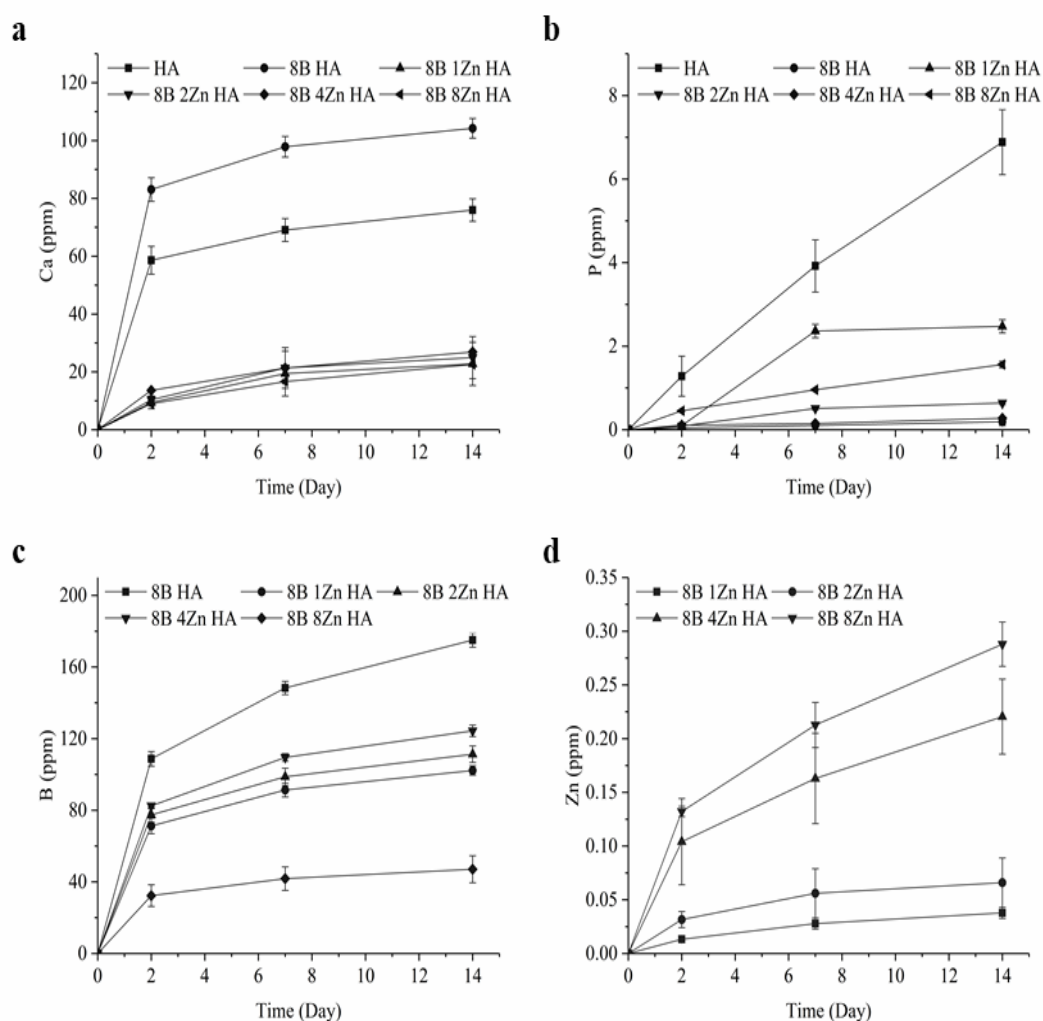 a
HA 8B HA 8B 1Zn HA
8B 2Zn HA 8B 4Zn HA 8B 8Zn HA
120
100
80
60
40
20
0
Ca (ppm)
0 2 4 6 8 10 12 14
Time (Day)
b
HA 8B HA 8B 1Zn HA
8B 2Zn HA 8B 4Zn HA 8B 8Zn HA
8
6
4
2
0
P (ppm)
0 2 4 6 8 10 12 14
Time (Day)
c
8B HA 8B 1Zn HA 8B 2Zn HA
8B 4Zn HA 8B 8Zn HA
200
160
120
80
40
0
B (ppm)
0 2 4 6 8 10 12 14
Time (Day)
d
8B 1Zn HA 8B 2Zn HA
8B 4Zn HA 8B 8Zn HA
0.35
0.30
0.25
0.20
0.15
0.10
0.05
0.00
Zn (ppm)
0 2 4 6 8 10 12 14
Time (Day)